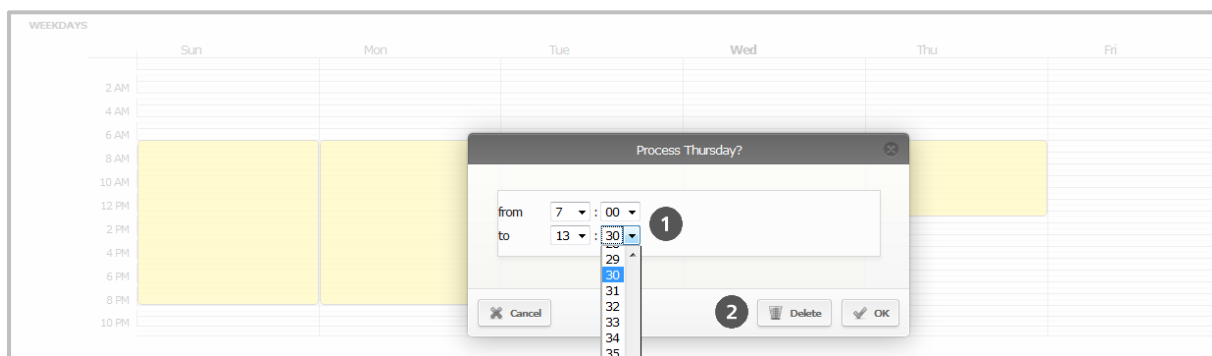 WEEKDAYS
Sun Mon Tue Wed Thu Fri
2 AM
4 AM
6 AM
Process Thursday?
8 AM
10 AM
12 PM
from 7 : 00
1
2 PM
to 13 : 30
4 PM
29
6 PM
30
31
8 PM
32
Cancel 2 Delete OK
10 PM
33
34
35